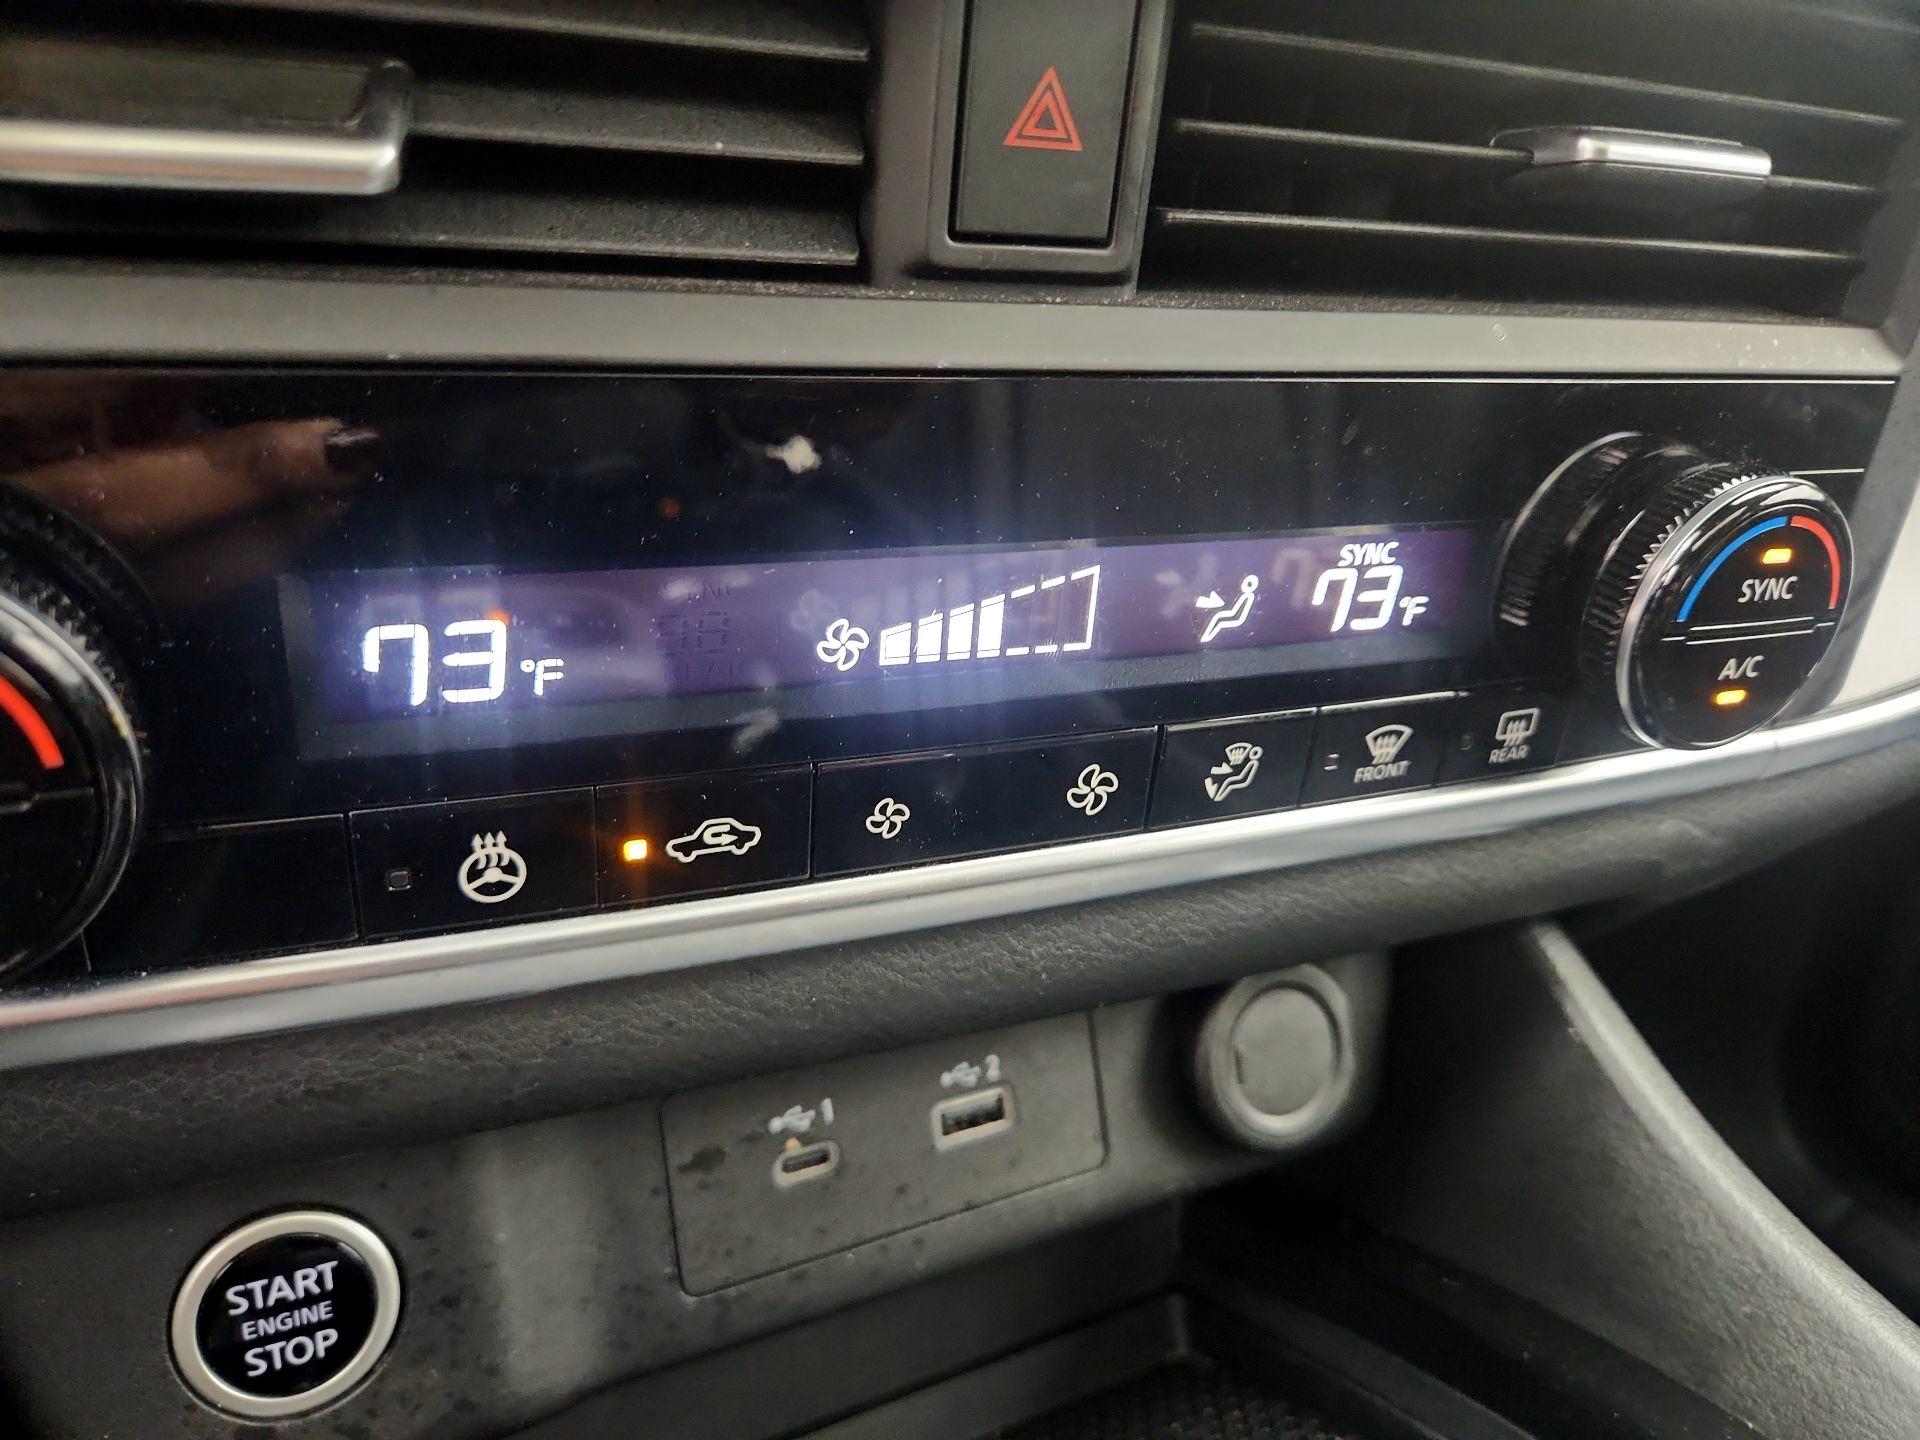 73°F
SYNC
73°F
SYNC
A/C
FRONT
REAR
1
2
START
ENGINE
STOP